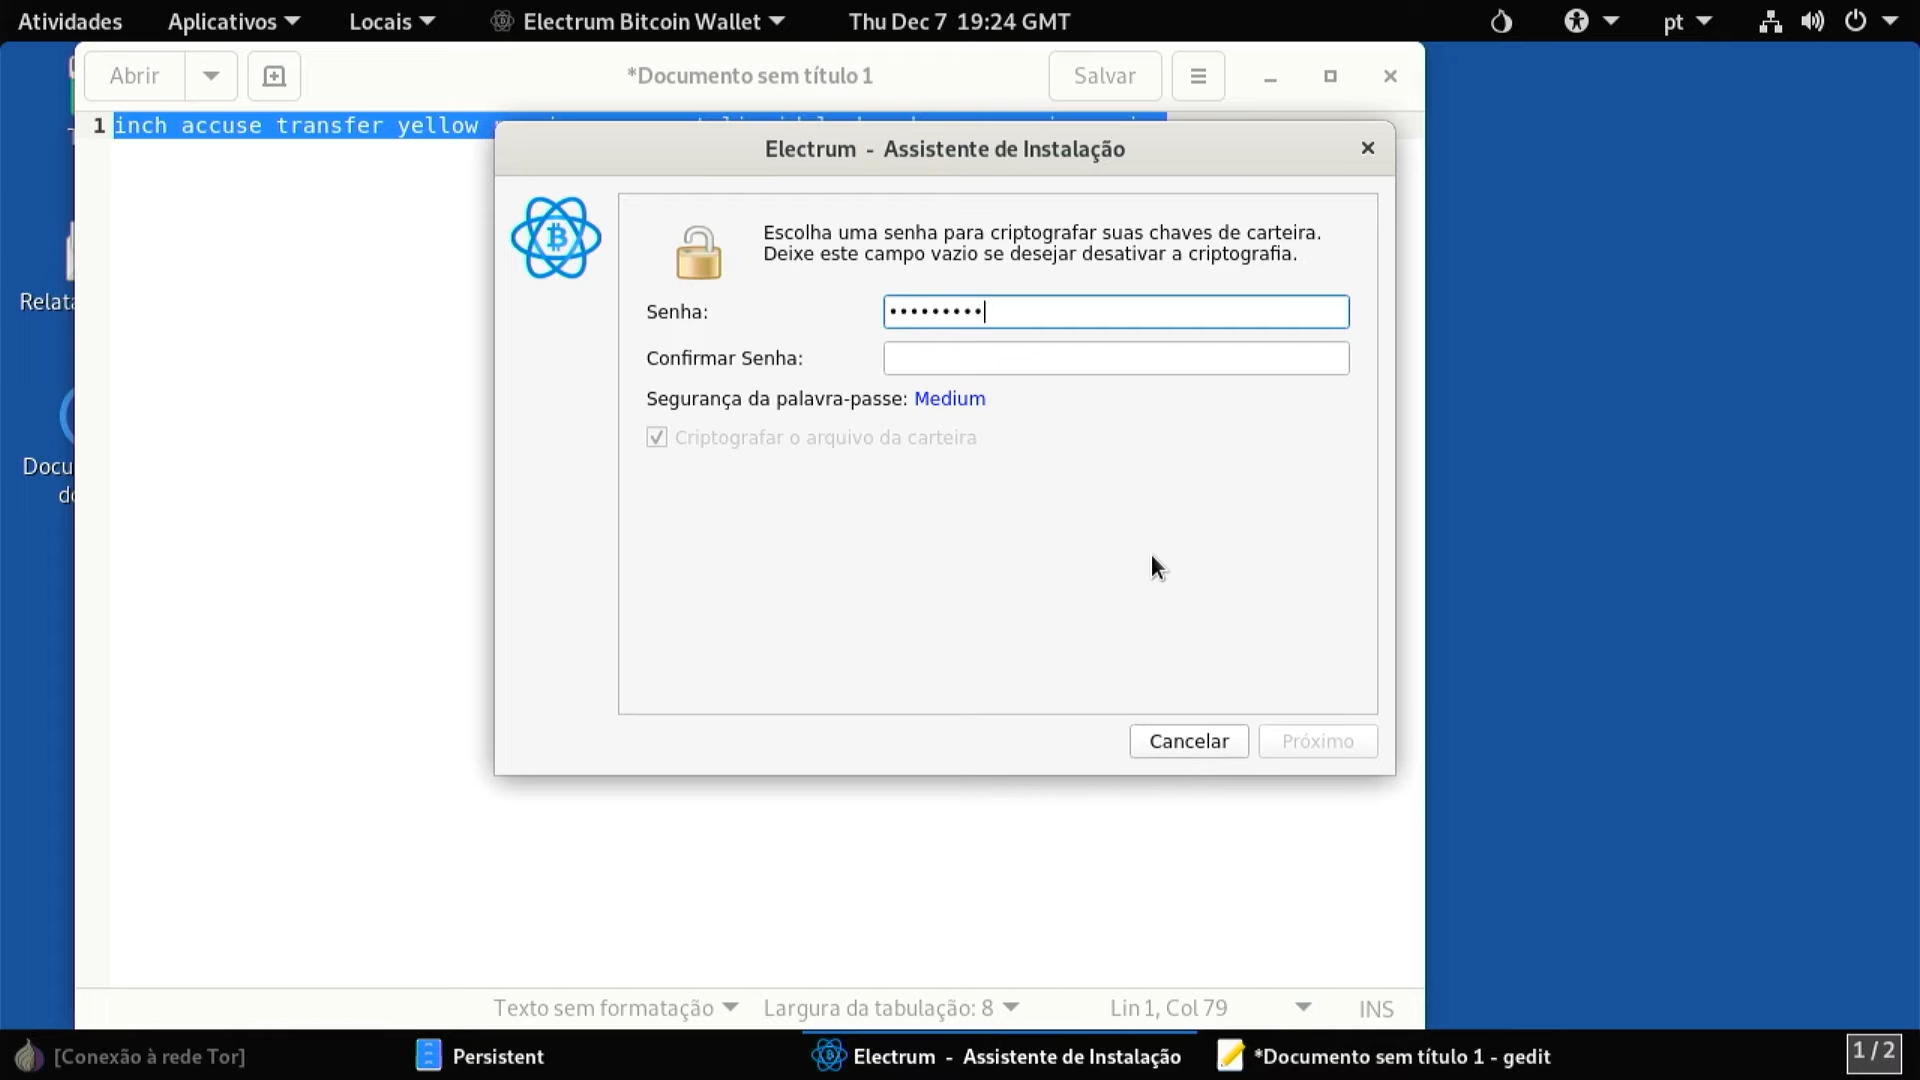 Atividades Aplicativos Locais Electrum Bitcoin Wallet Thu Dec 7 19:24 GMT pt
Abrir *Documento sem título 1 Salvar
1 inch accuse transfer yellow
Electrum - Assistente de Instalação
Escolha uma senha para criptografar suas chaves de carteira.
Deixe este campo vazio se desejar desativar a criptografia.
Senha: •••••••••
Confirmar Senha:
Segurança da palavra-passe: Medium
Criptografar o arquivo da carteira
Cancelar Próximo
Relata
Docu
do
Texto sem formatação Largura da tabulação: 8 Lin 1, Col 79 INS
[Conexão à rede Tor] Persistent Electrum - Assistente de Instalação *Documento sem título 1 - gedit 1 / 2